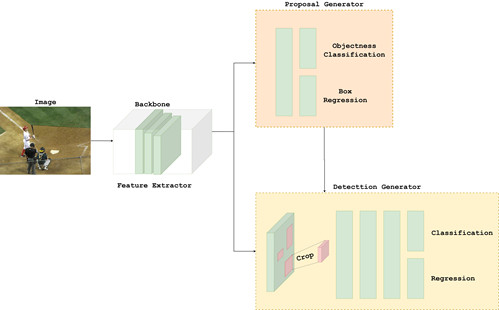 Proposal Generator
Objectness
Classification
Box
Regression
Image
Backbone
Feature Extractor
Detecttion Generator
Crop
Classification
Regression